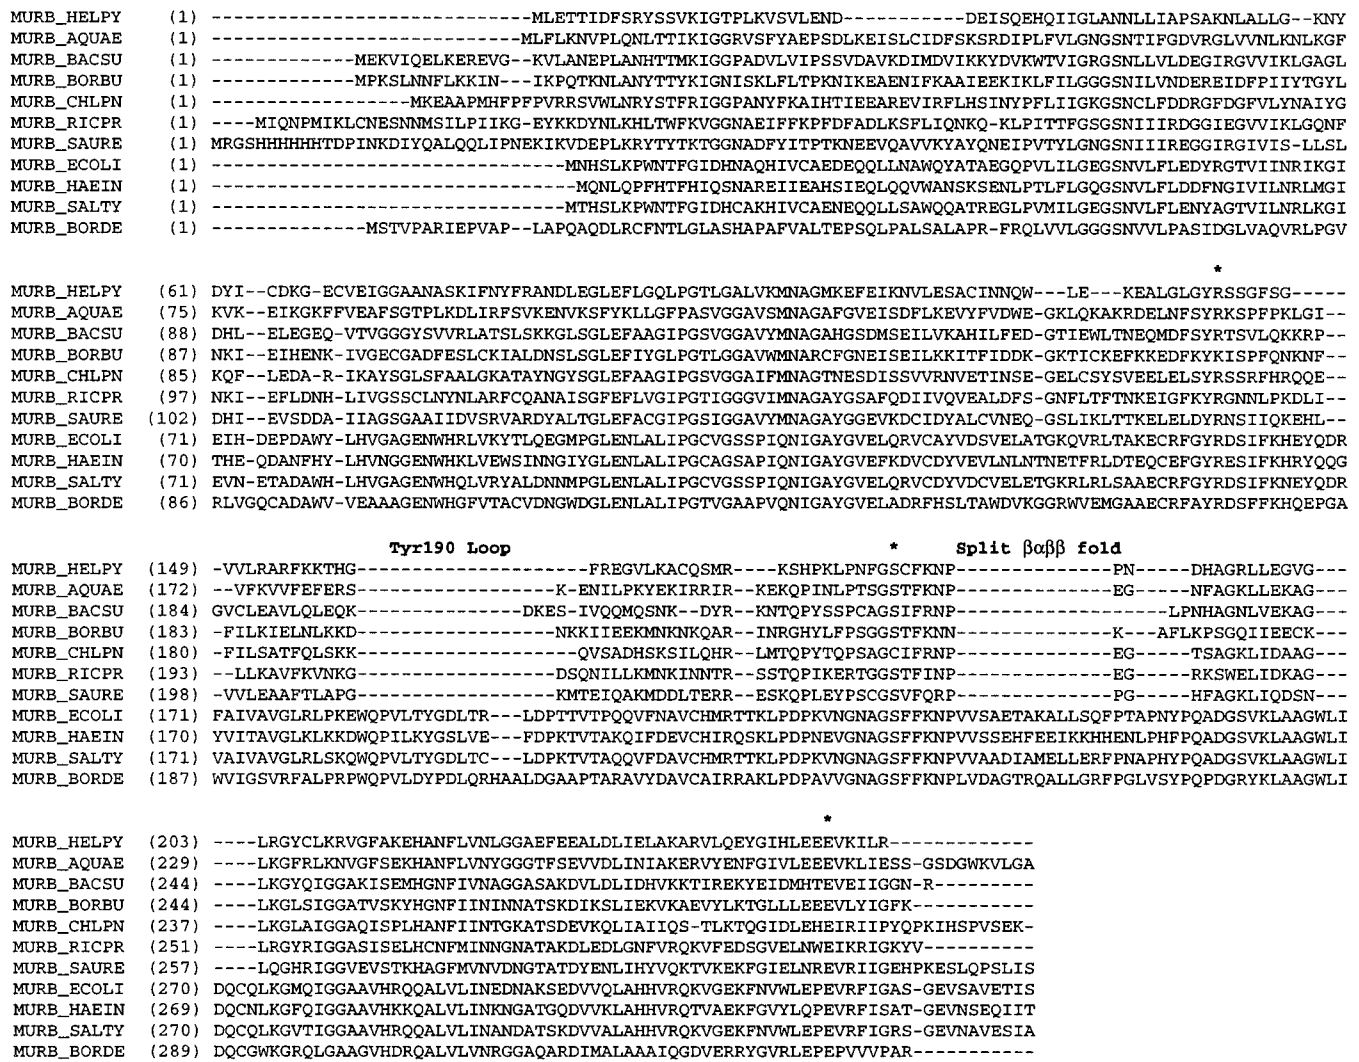 MURB_HELPY (1) -----------------------------MLETTIDFSRYSSVKIGTPLKVSVLEND-----------DEISQEHQIIGLANNLLIAPSAKNLALLG--KNY
MURB_AQUAE (1) ----------------------------MLFLKNVPLQNLTTIKIGGRVSFYAEPSDLKEISLCIDFSKSRDIPLFVLGNGSNTIFGDVRGLVVNLKNLKGF
MURB_BACSU (1) -------------MEKVIQELKEREVG--KVLANEPLANHTTMKIGGPADVLVIPSSVDAVKDIMDVIKKYDVKWTVIGRGSNLLVLDEGIRGVVIKLGAGL
MURB_BORBU (1) -------------MPKSLNNFLKKIN---IKPQTKNLANYTTYKIGNISKLFLTPKNIKEAENIFKAAIEEKIKLFILGGGSNILVNDEREIDFPIIYTGYL
MURB_CHLPN (1) ------------------MKEAAPMHFPFPVRRSVWLNRYSTFRIGGPANYFKAIHTIEEAREVIRFLHSINYPFLIIGKGSNCLFDDRGFDGFVLYNAIYG
MURB_RICPR (1) ----MIQNPMIKLCNESNNMSILPIIKG-EYKKDYNLKHLTWFKVGGNAEIFFKPFDFADLKSFLIQNKQ-KLPITTFGSGSNIIIRDGGIEGVVIKLGQNF
MURB_SAURE (1) MRGSHHHHHHTDPINKDIYQALQQLIPNEKIKVDEPLKRYTYTKTGGNADFYITPTKNEEVQAVVKYAYQNEIPVTYLGNGSNIIIREGGIRGIVIS-LLSL
MURB_ECOLI (1) --------------------------------MNHSLKPWNTFGIDHNAQHIVCAEDEQQLLNAWQYATAEGQPVLILGEGSNVLFLEDYRGTVIINRIKGI
MURB_HAEIN (1) ---------------------------------MQNLQPFHTFHIQSNAREIIEAHSIEQLQQVWANSKSENLPTLFLGQGSNVLFLDDFNGIVILNRLMGI
MURB_SALTY (1) --------------------------------MTHSLKPWNTFGIDHCAKHIVCAENEQQLLSAWQQATREGLPVMILGEGSNVLFLENYAGTVILNRLKGI
MURB_BORDE (1) --------------MSTVPARIEPVAP--LAPQAQDLRCFNTLGLASHAPAFVALTEPSQLPALSALAPR-FRQLVVLGGGSNVVLPASIDGLVAQVRLPGV
*
MURB_HELPY (61) DYI--CDKG-ECVEIGGAANASKIFNYFRANDLEGLEFLGQLPGTLGALVKMNAGMKEFEIKNVLESACINNQW---LE---KEALGLGYRSSGFSG-----
MURB_AQUAE (75) KVK--EIKGKFFVEAFSGTPLKDLIRFSVKENVKSFYKLLGFPASVGGAVSMNAGAFGVEISDFLKEVYFVDWE-GKLQKAKRDELNFSYRKSPFPKLGI--
MURB_BACSU (88) DHL--ELEGEQ-VTVGGGYSVVRLATSLSKKGLSGLEFAAGIPGSVGGAVYMNAGAHGSDMSEILVKAHILFED-GTIEWLTNEQMDFSYRTSVLQKKRP--
MURB_BORBU (87) NKI--EIHENK-IVGECGADFESLCKIALDNSLSGLEFIYGLPGTLGGAVWMNARCFGNEISEILKKITFIDDK-GKTICKEFKKEDFKYKISPFQNKNF--
MURB_CHLPN (85) KQF--LEDA-R-IKAYSGLSFAALGKATAYNGYSGLEFAAGIPGSVGGAIFMNAGTNESDISSVVRNVETINSE-GELCSYSVEELELSYRSSRFHRQQE--
MURB_RICPR (97) NKI--EFLDNH-LIVGSSCLNYNLARFCQANAISGFEFLVGIPGTIGGGVIMNAGAYGSAFQDIIVQVEALDFS-GNFLTFTNKEIGFKYRGNNLPKDLI--
MURB_SAURE (102) DHI--EVSDDA-IIAGSGAAIIDVSRVARDYALTGLEFACGIPGSIGGAVYMNAGAYGGEVKDCIDYALCVNEQ-GSLIKLTTKELELDYRNSIIQKEHL--
MURB_ECOLI (71) EIH-DEPDAWY-LHVGAGENWHRLVKYTLQEGMPGLENLALIPGCVGSSPIQNIGAYGVELQRVCAYVDSVELATGKQVRLTAKECRFGYRDSIFKHEYQDR
MURB_HAEIN (70) THE-QDANFHY-LHVNGGENWHKLVEWSINNGIYGLENLALIPGCAGSAPIQNIGAYGVEFKDVCDYVEVLNLNTNETFRLDTEQCEFGYRESIFKHRYQQG
MURB_SALTY (71) EVN-ETADAWH-LHVGAGENWHQLVRYALDNNMPGLENLALIPGCVGSSPIQNIGAYGVELQRVCDYVDCVELETGKRLRLSAAECRFGYRDSIFKNEYQDR
MURB_BORDE (86) RLVGQCADAWV-VEAAAGENWHGFVTACVDNGWDGLENLALIPGTVGAAPVQNIGAYGVELADRFHSLTAWDVKGGRWVEMGAAECRFAYRDSFFKHQEPGA
Tyr190 Loop * Split βαββ fold
MURB_HELPY (149) -VVLRARFKKTHG---------------------FREGVLKACQSMR----KSHPKLPNFGSCFKNP--------------PN------DHAGRLLEGVG---
MURB_AQUAE (172) --VFKVVFEFERS------------------K-ENILPKYEKIRRIR--KEKQPINLPTSGSTFKNP--------------EG------NFAGKLLEKAG---
MURB_BACSU (184) GVCLEAVLQLEQK---------------DKES-IVQQMQSNK--DYR--KNTQPYSSPCAGSIFRNP-------------------LPNHAGNLVEKAG---
MURB_BORBU (183) -FILKIELNLKKD------------------NKKIIEEKMNKNKQAR--INRGHYLFPSGGSTFKNN--------------K---AFLKPSGQIIEECK---
MURB_CHLPN (180) -FILSATFQLSKK--------------------QVSADHSKSILQHR--LMTQPYTQPSAGCIFRNP--------------EG------TSAGKLIDAAG---
MURB_RICPR (193) --LLKAVFKVNKG------------------DSQNILLKMNKINNTR--SSTQPIKERTGGSTFINP--------------EG------RKSWELIDKAG---
MURB_SAURE (198) -VVLEAAFTLAPG------------------KMTEIQAKMDDLTERR--ESKQPLEYPSCGSVFQRP--------------PG------HFAGKLIQDSN---
MURB_ECOLI (171) FAIVAVGLRLPKEWQPVLTYGDLTR---LDPTTVTPQQVFNAVCHMRTTKLPDPKVNGNAGSFFKNPVVSAETAKALLSQFPTAPNYPQADGSVKLAAGWLI
MURB_HAEIN (170) YVITAVGLKLKKDWQPILKYGSLVE---FDPKTVTAKQIFDEVCHIRQSKLPDPNEVGNAGSFFKNPVVSSEHFEEIKKHHENLPHFPQADGSVKLAAGWLI
MURB_SALTY (171) VAIVAVGLRLSKQWQPVLTYGDLTC---LDPKTVTAQQVFDAVCHMRTTKLPDPKVNGNAGSFFKNPVVAADIAMELLERFPNAPHYPQADGSVKLAAGWLI
MURB_BORDE (187) WVIGSVRFALPRPWQPVLDYPDLQRHAALDGAAPTARAVYDAVCAIRRAKLPDPAVVGNAGSFFKNPLVDAGTRQALLGRFPGLVSYPQPDGRYKLAAGWLI
*
MURB_HELPY (203) ----LRGYCLKRVGFAKEHANFLVNLGGAEFEEALDLIELAKARVLQEYGIHLEEEVKILR-------------
MURB_AQUAE (229) ----LKGFRLKNVGFSEKHANFLVNYGGGTFSEVVDLINIAKERVYENFGIVLEEEVKLIESS-GSDGWKVLGA
MURB_BACSU (244) ----LKGYQIGGAKISEMHGNFIVNAGGASAKDVLDLIDHVKKTIREKYEIDMHTEVEIIGGN-R---------
MURB_BORBU (244) ----LKGLSIGGATVSKYHGNFIININNATSKDIKSLIEKVKAEVYLKTGLLLEEEVLYIGFK-----------
MURB_CHLPN (237) ----LKGLAIGGAQISPLHANFIINTGKATSDEVKQLIAIIQS-TLKTQGIDLEHEIRIIPYQPKIHSPVSEK-
MURB_RICPR (251) ----LRGYRIGGASISELHCNFMINNGNATAKDLEDLGNFVRQKVFEDSGVELNWEIKRIGKYV----------
MURB_SAURE (257) ----LQGHRIGGVEVSTKHAGFMVNVDNGTATDYENLIHYVQKTVKEKFGIELNREVRIIGEHPKESLQPSLIS
MURB_ECOLI (270) DQCQLKGMQIGGAAVHRQQALVLINEDNAKSEDVVQLAHHVRQKVGEKFNVWLEPEVRFIGAS-GEVSAVETIS
MURB_HAEIN (269) DQCNLKGFQIGGAAVHKKQALVLINKNGATGQDVVKLAHHVRQTVAEKFGVYLQPEVRFISAT-GEVNSEQIIT
MURB_SALTY (270) DQCQLKGVTIGGAAVHRQQALVLINANDATSKDVVALAHHVRQKVGEKFNVWLEPEVRFIGRS-GEVNAVESIA
MURB_BORDE (289) DQCGWKGRQLGAAGVHDRQALVLVNRGGAQARDIMALAAAIQGDVERRYGVRLEPEPVVVPAR-----------